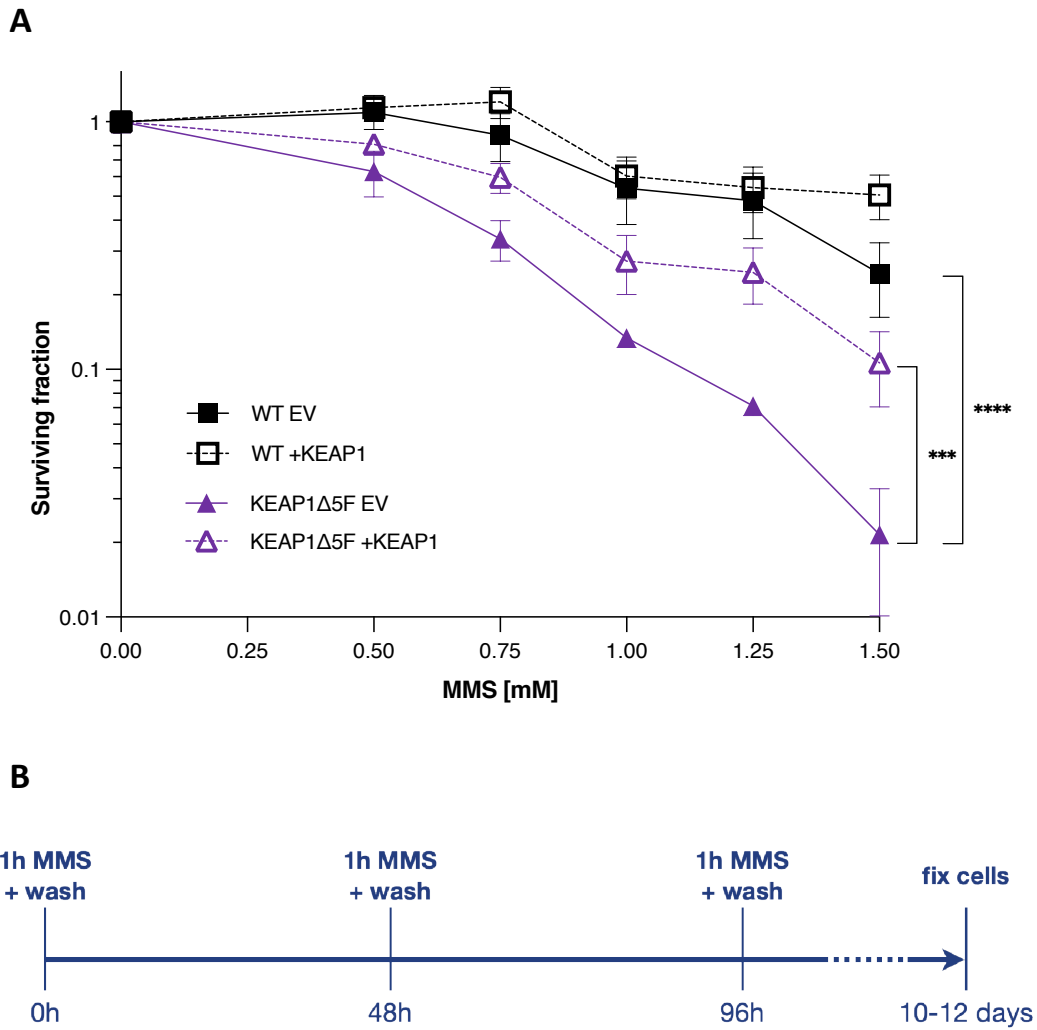 A
1
0.1
0.01
Surviving fraction
WT EV
WT +KEAP1
KEAP1Δ5F EV
KEAP1Δ5F +KEAP1
****
***
0.00 0.25 0.50 0.75 1.00 1.25 1.50
MMS [mM]
B
1h MMS
+ wash
1h MMS
+ wash
1h MMS
+ wash
fix cells
0h 48h 96h 10-12 days